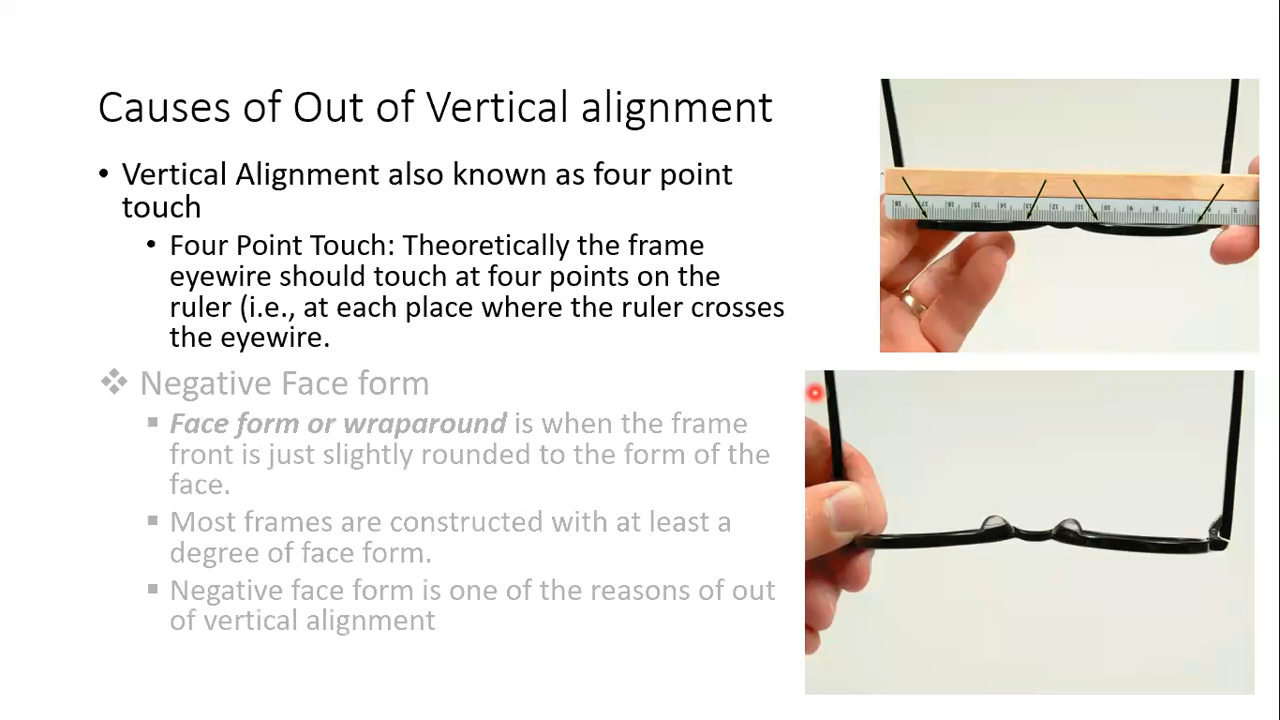 Causes of Out of Vertical alignment
• Vertical Alignment also known as four point
touch
• Four Point Touch: Theoretically the frame
eyewire should touch at four points on the
ruler (i.e., at each place where the ruler crosses
the eyewire.
❖ Negative Face form
▪ Face form or wraparound is when the frame
front is just slightly rounded to the form of the
face.
▪ Most frames are constructed with at least a
degree of face form.
▪ Negative face form is one of the reasons of out
of vertical alignment